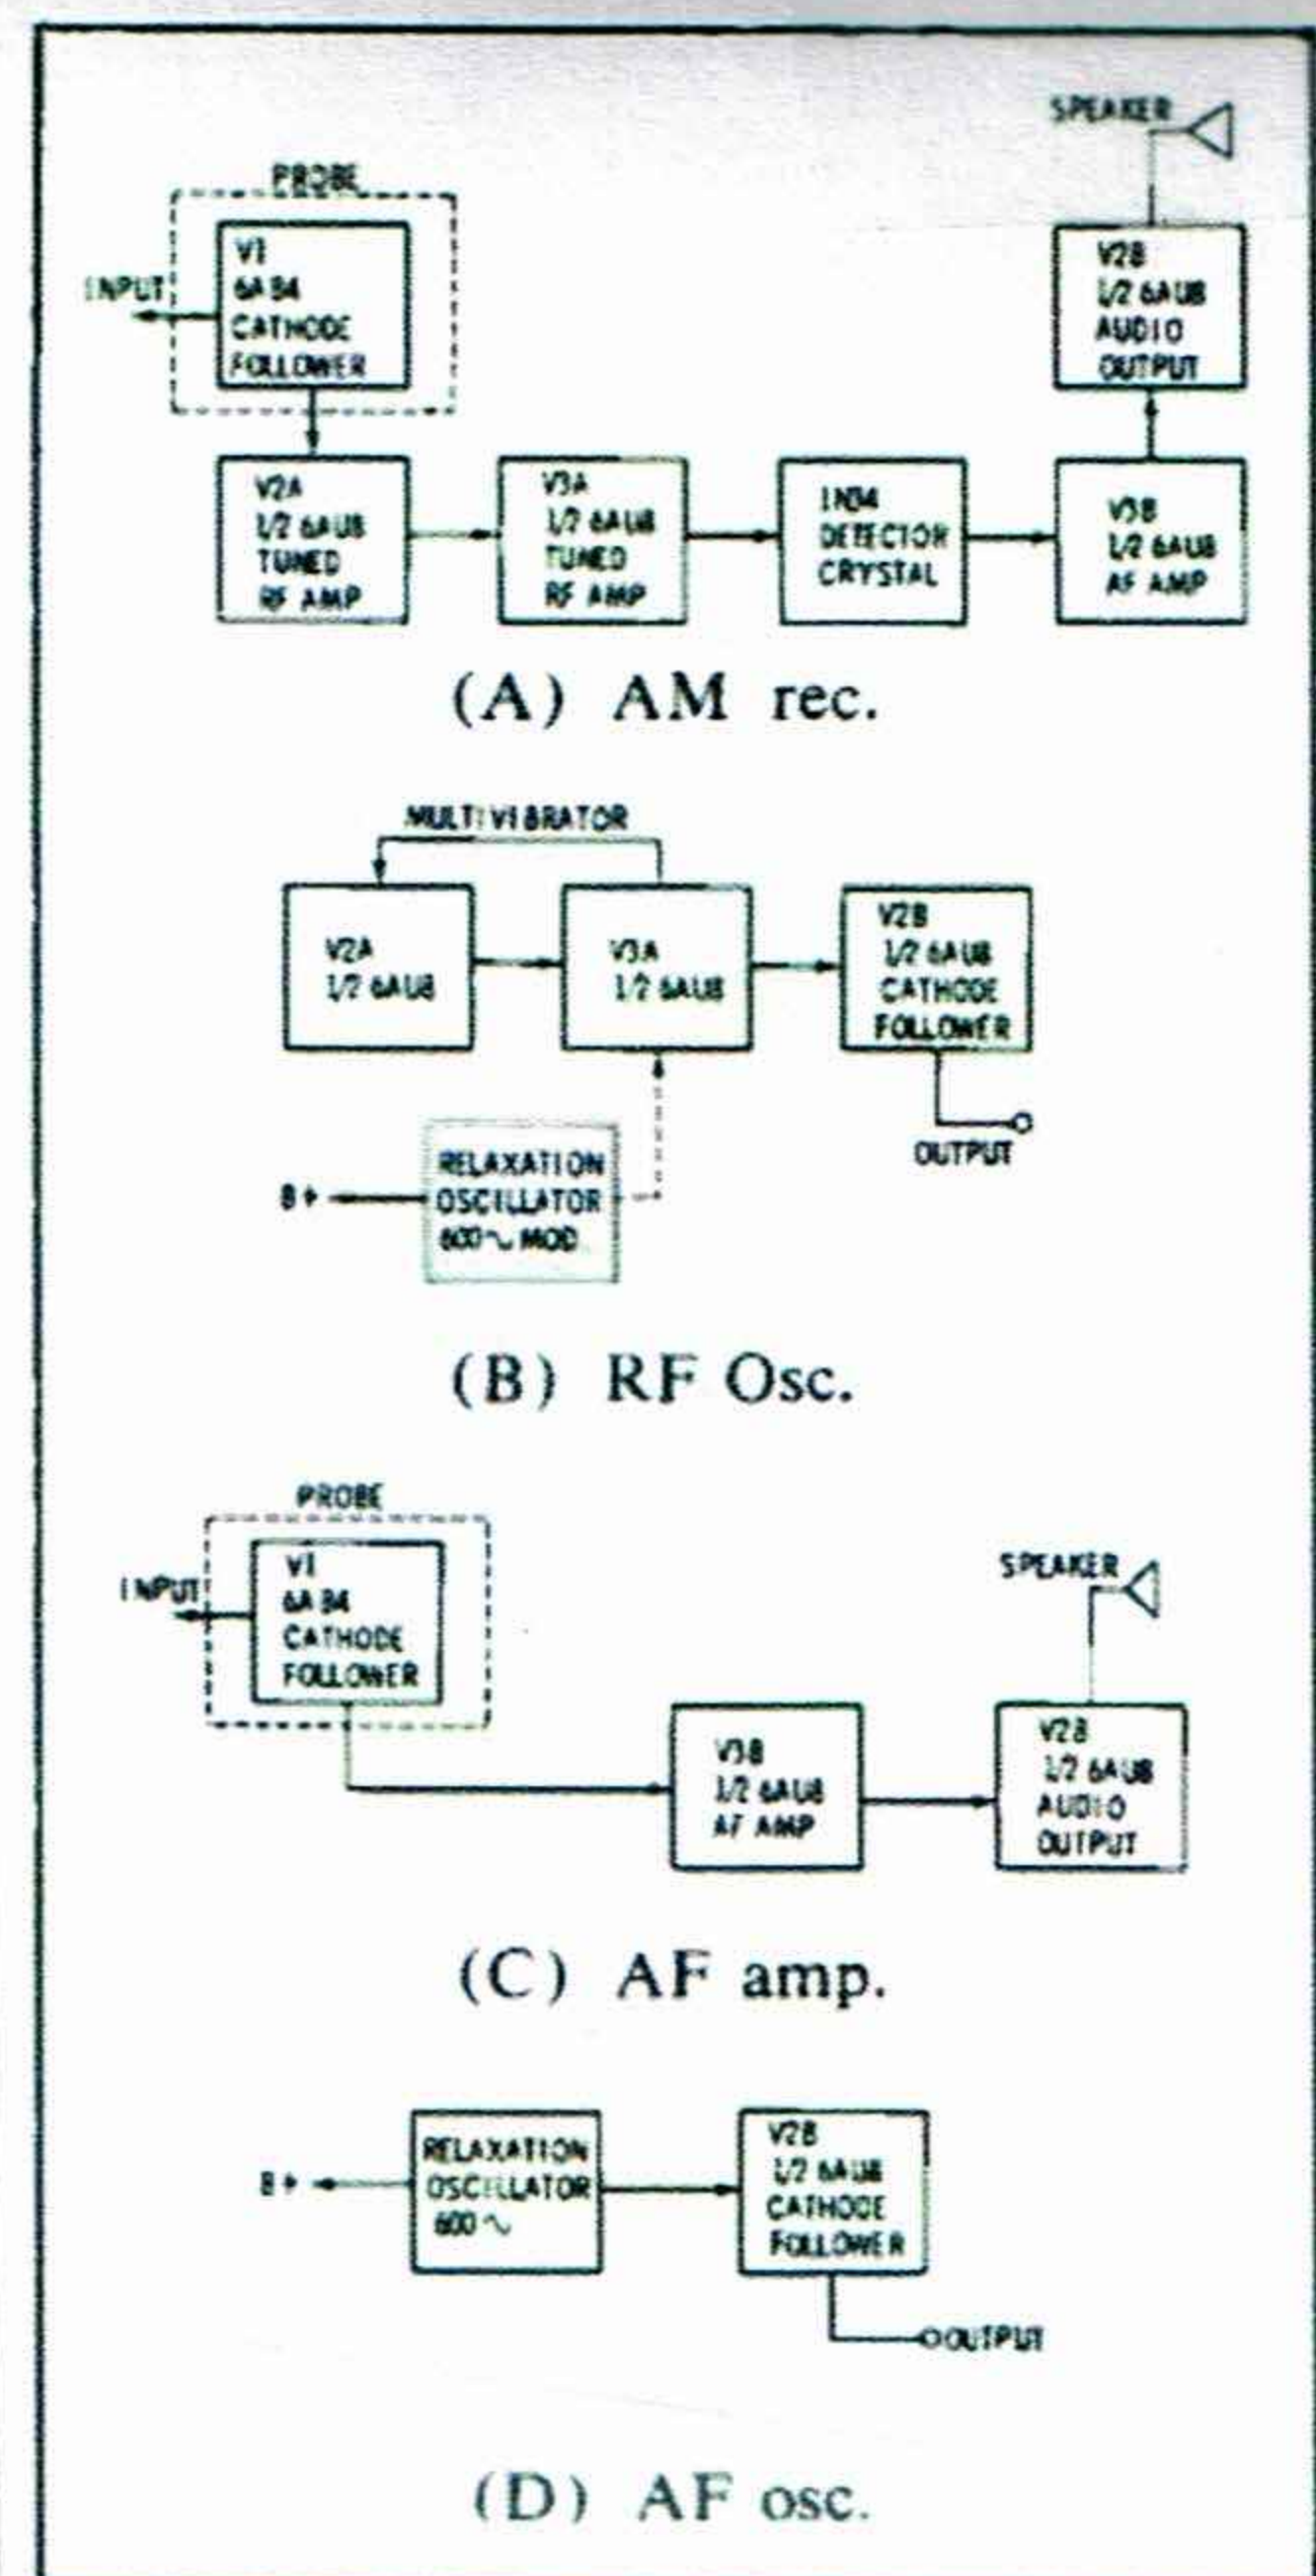 SPEAKER
PROBE
INPUT
V1
6AB4
CATHODE
FOLLOWER
V2B
1/2 6AU8
AUDIO
OUTPUT
V2A
1/2 6AU8
TUNED
RF AMP
V3A
1/2 6AU8
TUNED
RF AMP
1N34
DETECTOR
CRYSTAL
V3B
1/2 6AU8
AF AMP
(A) AM rec.
MULTIVIBRATOR
V2A
1/2 6AU8
V3A
1/2 6AU8
V2B
1/2 6AU8
CATHODE
FOLLOWER
OUTPUT
B+
RELAXATION
OSCILLATOR
600~ MOD.
(B) RF Osc.
PROBE
INPUT
V1
6AB4
CATHODE
FOLLOWER
SPEAKER
V3B
1/2 6AU8
AF AMP
V2B
1/2 6AU8
AUDIO
OUTPUT
(C) AF amp.
B+
RELAXATION
OSCILLATOR
600~
V2B
1/2 6AU8
CATHODE
FOLLOWER
OUTPUT
(D) AF osc.